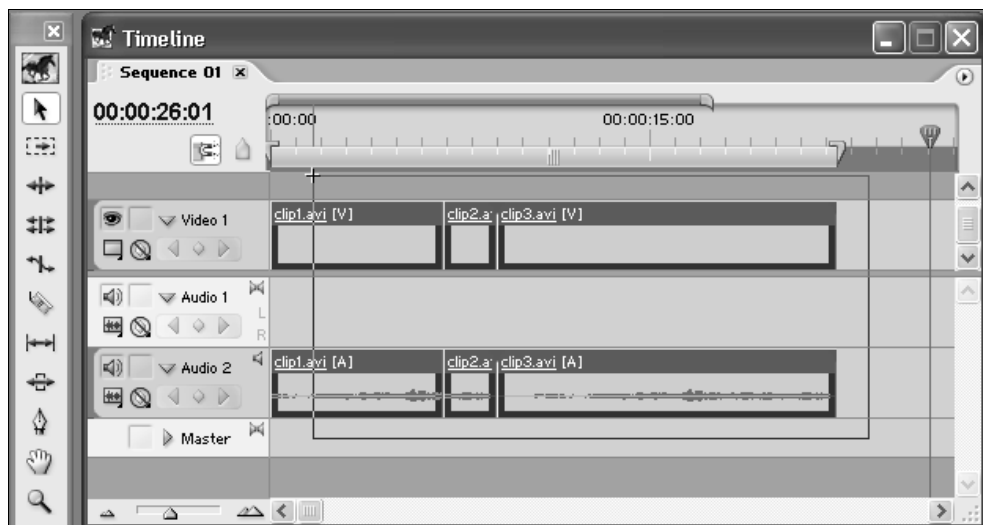 Timeline
Sequence 01
00:00:26:01
:00:00 00:00:15:00
Video 1
clip1.avi [V] clip2.a clip3.avi [V]
Audio 1
L
R
Audio 2
clip1.avi [A] clip2.a clip3.avi [A]
Master